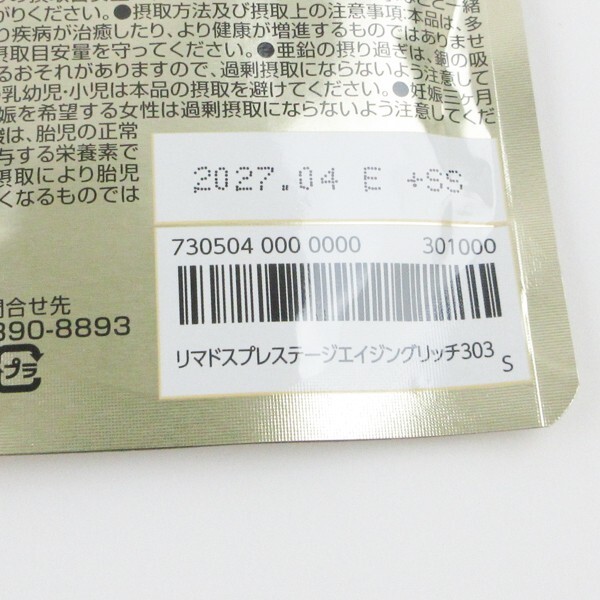 がりください。●摂取方法及び摂取上の注意事項:本品は、多
り疾病が治癒したり、より健康が増進するものではありませ
摂取目安量を守ってください。●亜鉛の摂り過ぎは、銅の吸
るおそれがありますので、過剰摂取にならないよう注意して
乳幼児・小児は本品の摂取を避けてください。●妊娠三ヶ月
娠を希望する女性は過剰摂取にならないよう注意してくだ
酸は、胎児の正常
与する栄養素で
摂取により胎児
くなるものでは
2027.04 E +SS
730504 000 0000 301000
リマドスプレステージエイジングリッチ303
S
問合せ先
890-8893
プラ